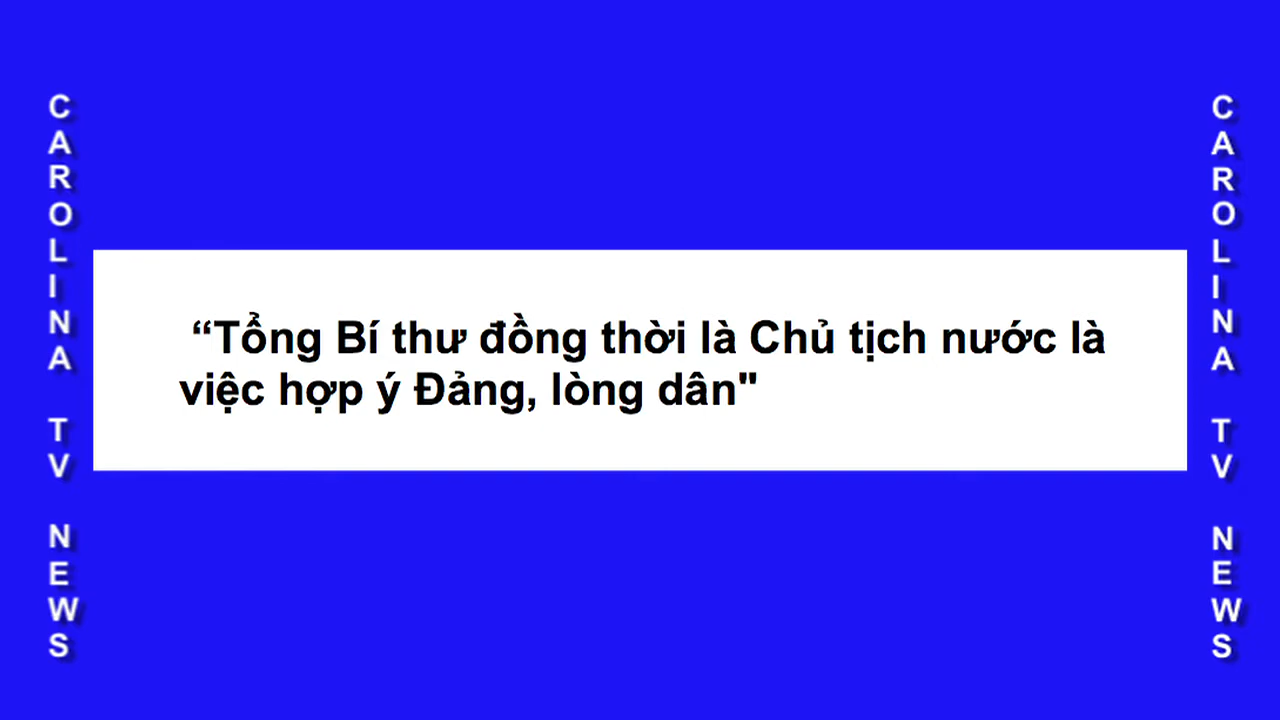 CAROLINA TV NEWS
“Tổng Bí thư đồng thời là Chủ tịch nước là
việc hợp ý Đảng, lòng dân"
CAROLINA TV NEWS